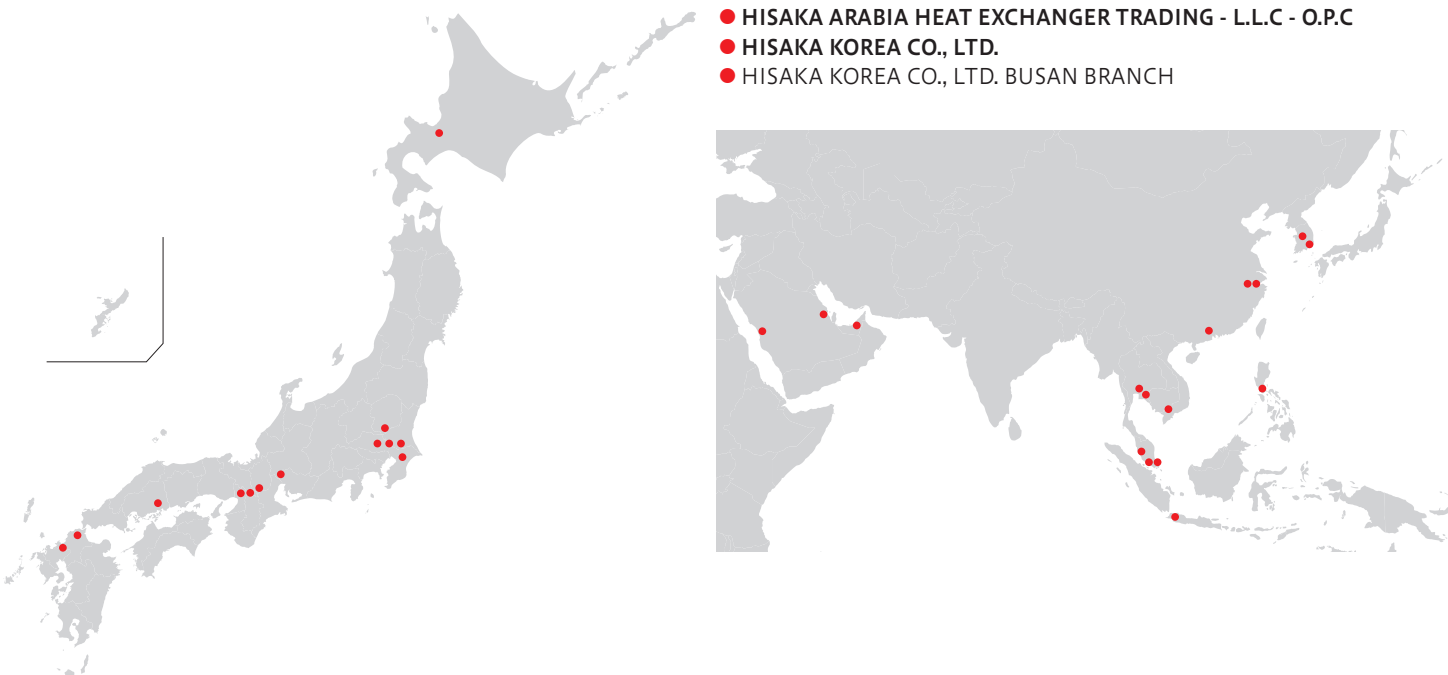 ● HISAKA ARABIA HEAT EXCHANGER TRADING - L.L.C - O.P.C
● HISAKA KOREA CO., LTD.
● HISAKA KOREA CO., LTD. BUSAN BRANCH